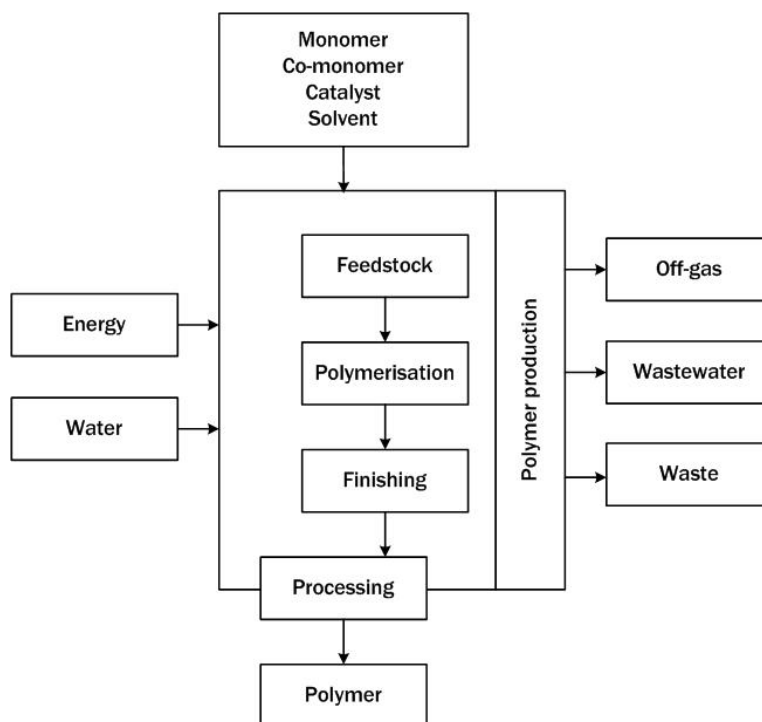 Monomer
Co-monomer
Catalyst
Solvent
Feedstock
Off-gas
Energy
Polymerisation
Polymer production
Wastewater
Water
Finishing
Waste
Processing
Polymer